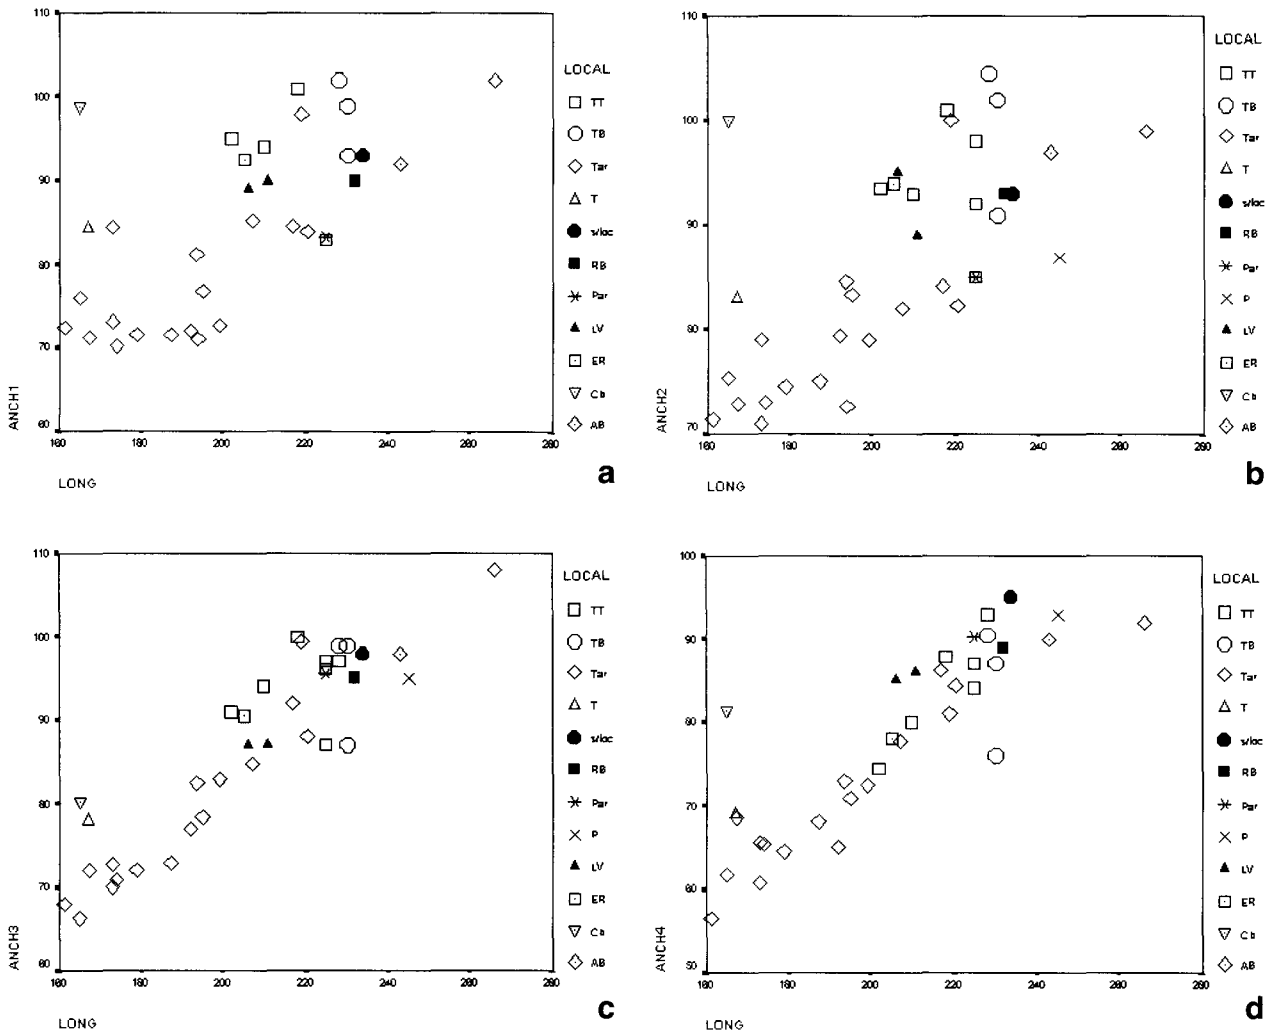 110
100
90
80
70
60
ANCH1
160 180 200 220 240 260 280
LONG
LOCAL
TT
TB
Tar
T
s/loc
RB
Par
LV
ER
Cb
AB
a
110
100
90
80
70
ANCH2
160 180 200 220 240 260 280
LONG
LOCAL
TT
TB
Tar
T
s/loc
RB
Par
P
LV
ER
Cb
AB
b
110
100
90
80
70
60
ANCH3
160 180 200 220 240 260 280
LONG
LOCAL
TT
TB
Tar
T
s/loc
RB
Par
P
LV
ER
Cb
AB
c
100
90
80
70
60
50
ANCH4
160 180 200 220 240 260 280
LONG
LOCAL
TT
TB
Tar
T
s/loc
RB
Par
P
LV
ER
Cb
AB
d